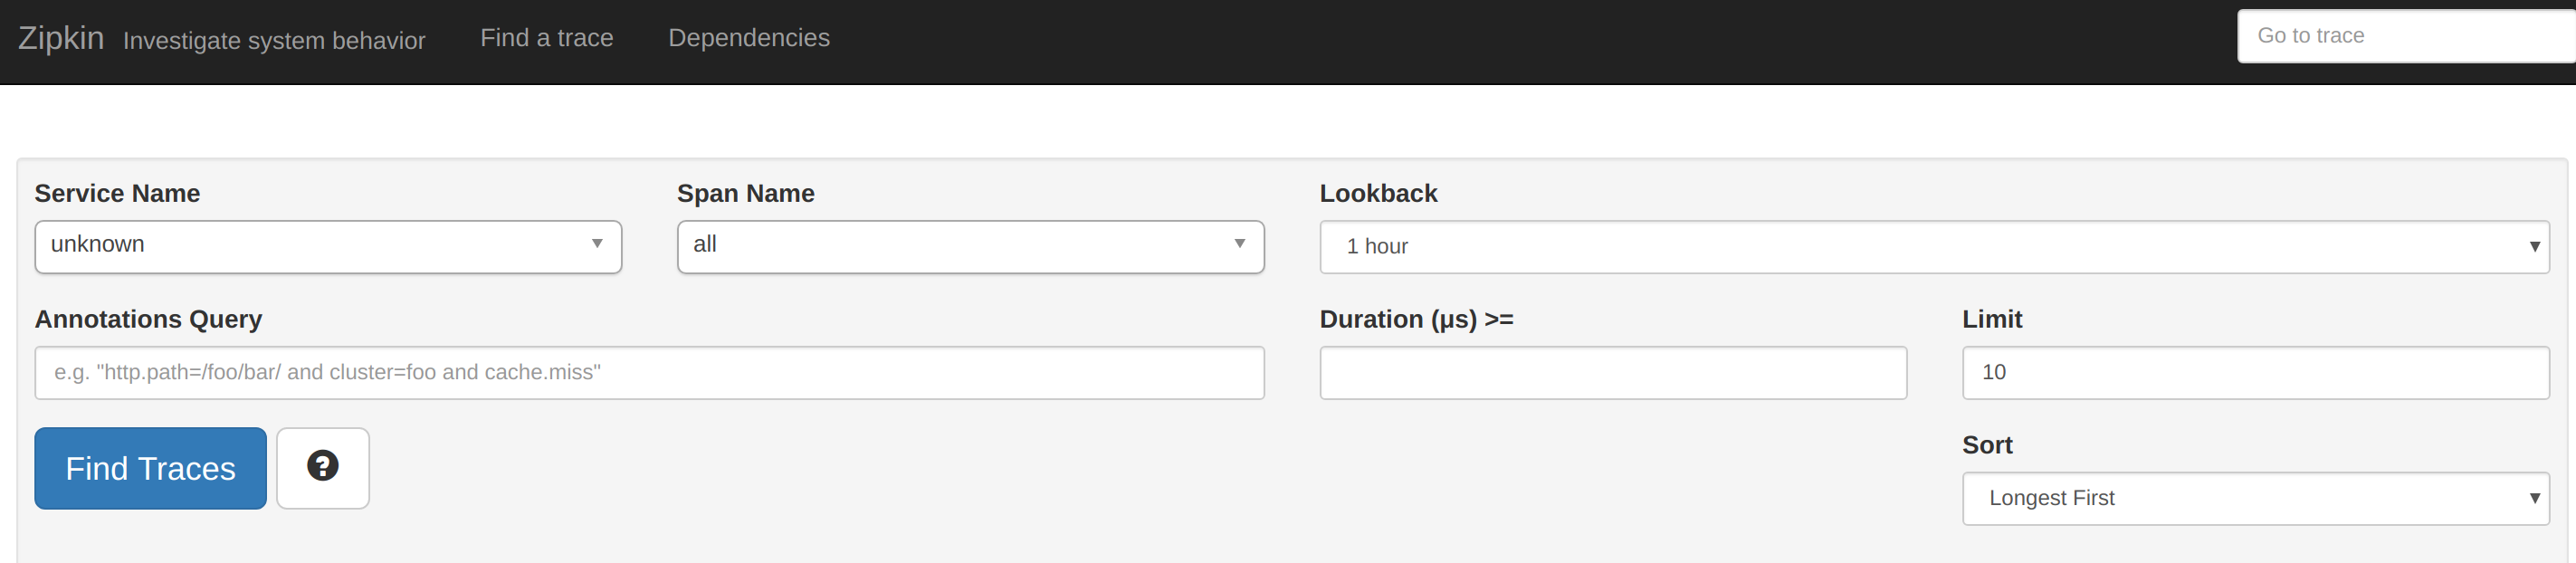 Zipkin Investigate system behavior Find a trace Dependencies Go to trace
Service Name Span Name Lookback
unknown all 1 hour
Annotations Query Duration (μs) >= Limit
e.g. "http.path=/foo/bar/ and cluster=foo and cache.miss" 10
Find Traces ? Sort
Longest First